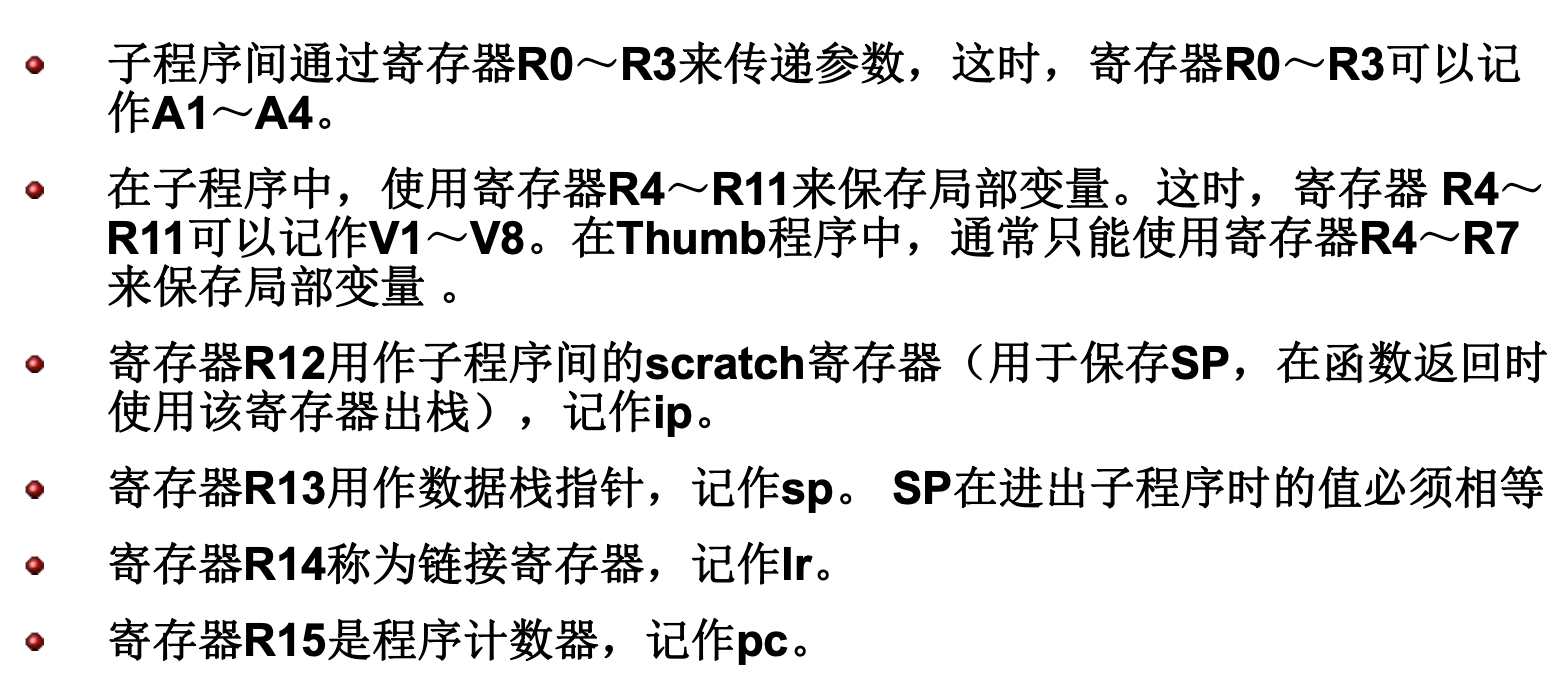 子程序间通过寄存器R0～R3来传递参数，这时，寄存器R0～R3可以记
作A1～A4。
在子程序中，使用寄存器R4～R11来保存局部变量。这时，寄存器 R4～
R11可以记作V1～V8。在Thumb程序中，通常只能使用寄存器R4～R7
来保存局部变量 。
寄存器R12用作子程序间的scratch寄存器（用于保存SP，在函数返回时
使用该寄存器出栈），记作ip。
寄存器R13用作数据栈指针，记作sp。 SP在进出子程序时的值必须相等
寄存器R14称为链接寄存器，记作lr。
寄存器R15是程序计数器，记作pc。